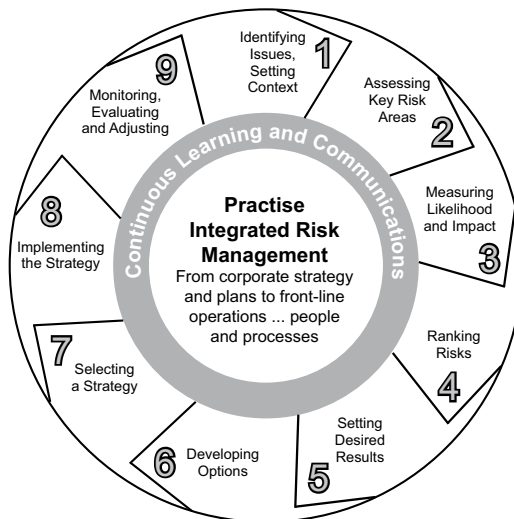 Identifying
Issues,
Setting
Context
1
Assessing
Key Risk
Areas
2
Measuring
Likelihood
and Impact
3
Ranking
Risks
4
Setting
Desired
Results
5
Developing
Options
6
Selecting
a Strategy
7
Implementing
the Strategy
8
Monitoring,
Evaluating
and Adjusting
9
Continuous Learning and Communications
Practise
Integrated Risk
Management
From corporate strategy
and plans to front-line
operations ... people
and processes